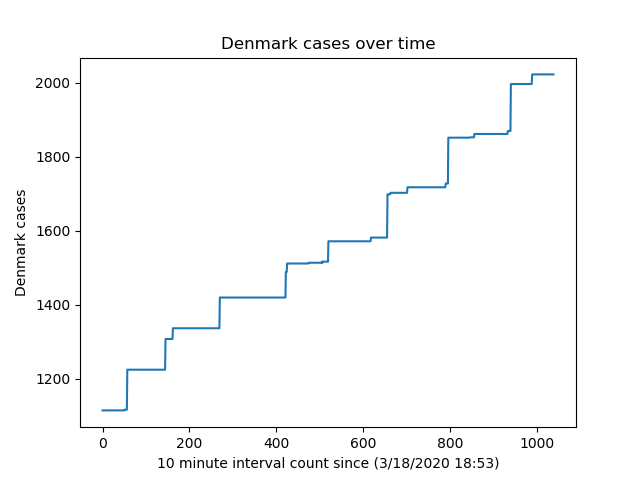 Denmark cases over time
2000
1800
1600
1400
1200
Denmark cases
0 200 400 600 800 1000
10 minute interval count since (3/18/2020 18:53)